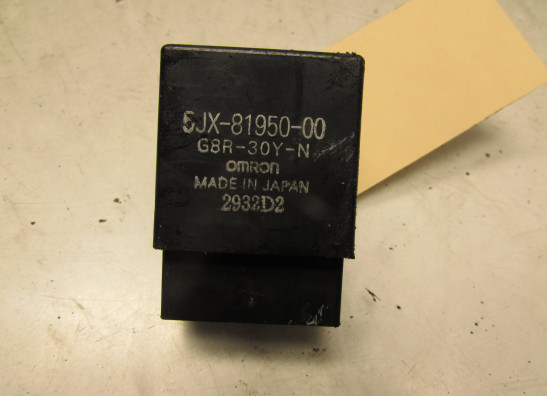 5JX-81950-00
G8R-30Y-N
omron
MADE IN JAPAN
2932D2